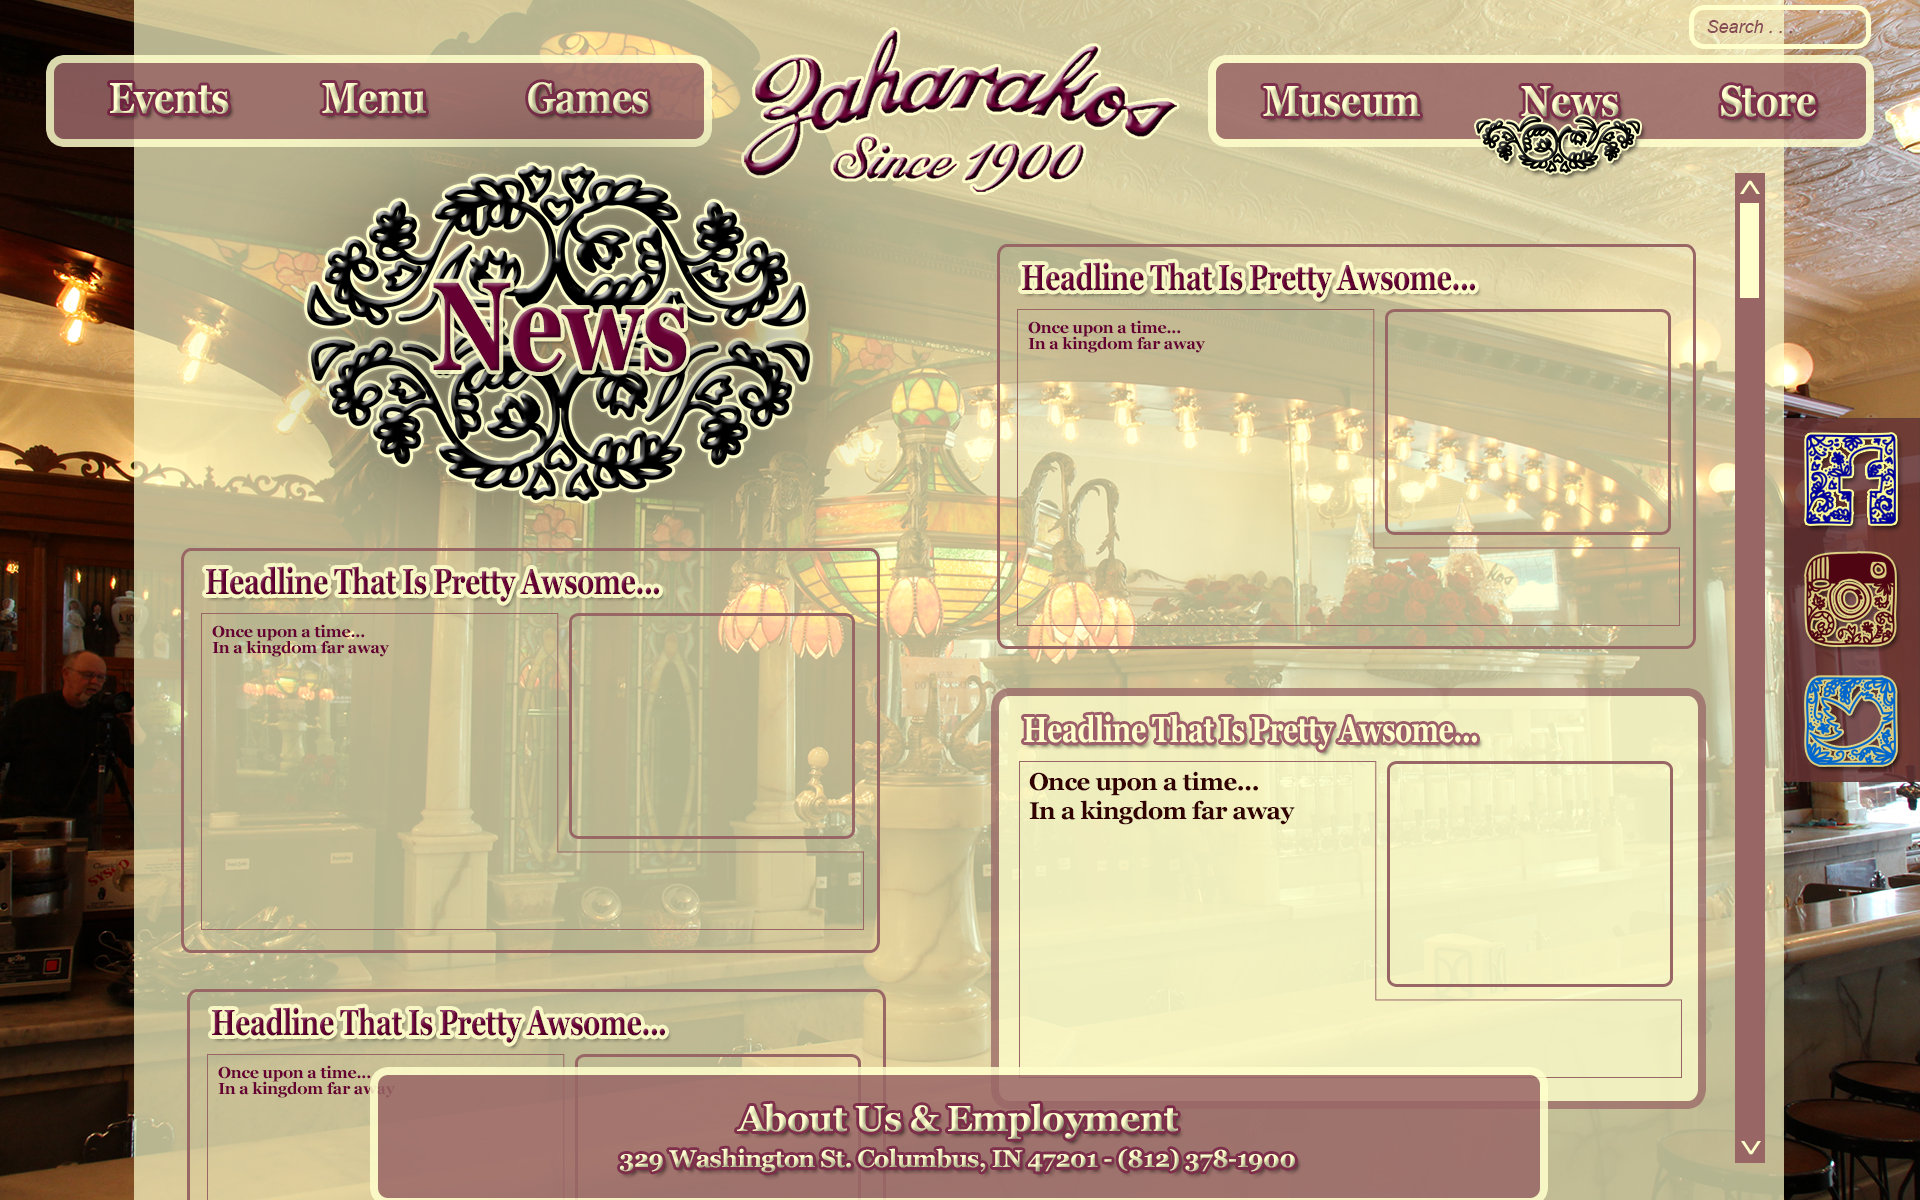 Search . . .
Events Menu Games
Zaharakos
Since 1900
Museum News Store
News
Headline That Is Pretty Awsome...
Once upon a time...
In a kingdom far away
Headline That Is Pretty Awsome...
Once upon a time...
In a kingdom far away
Headline That Is Pretty Awsome...
Once upon a time...
In a kingdom far away
Headline That Is Pretty Awsome...
Once upon a time...
In a kingdom far away
About Us & Employment
329 Washington St. Columbus, IN 47201 - (812) 378-1900